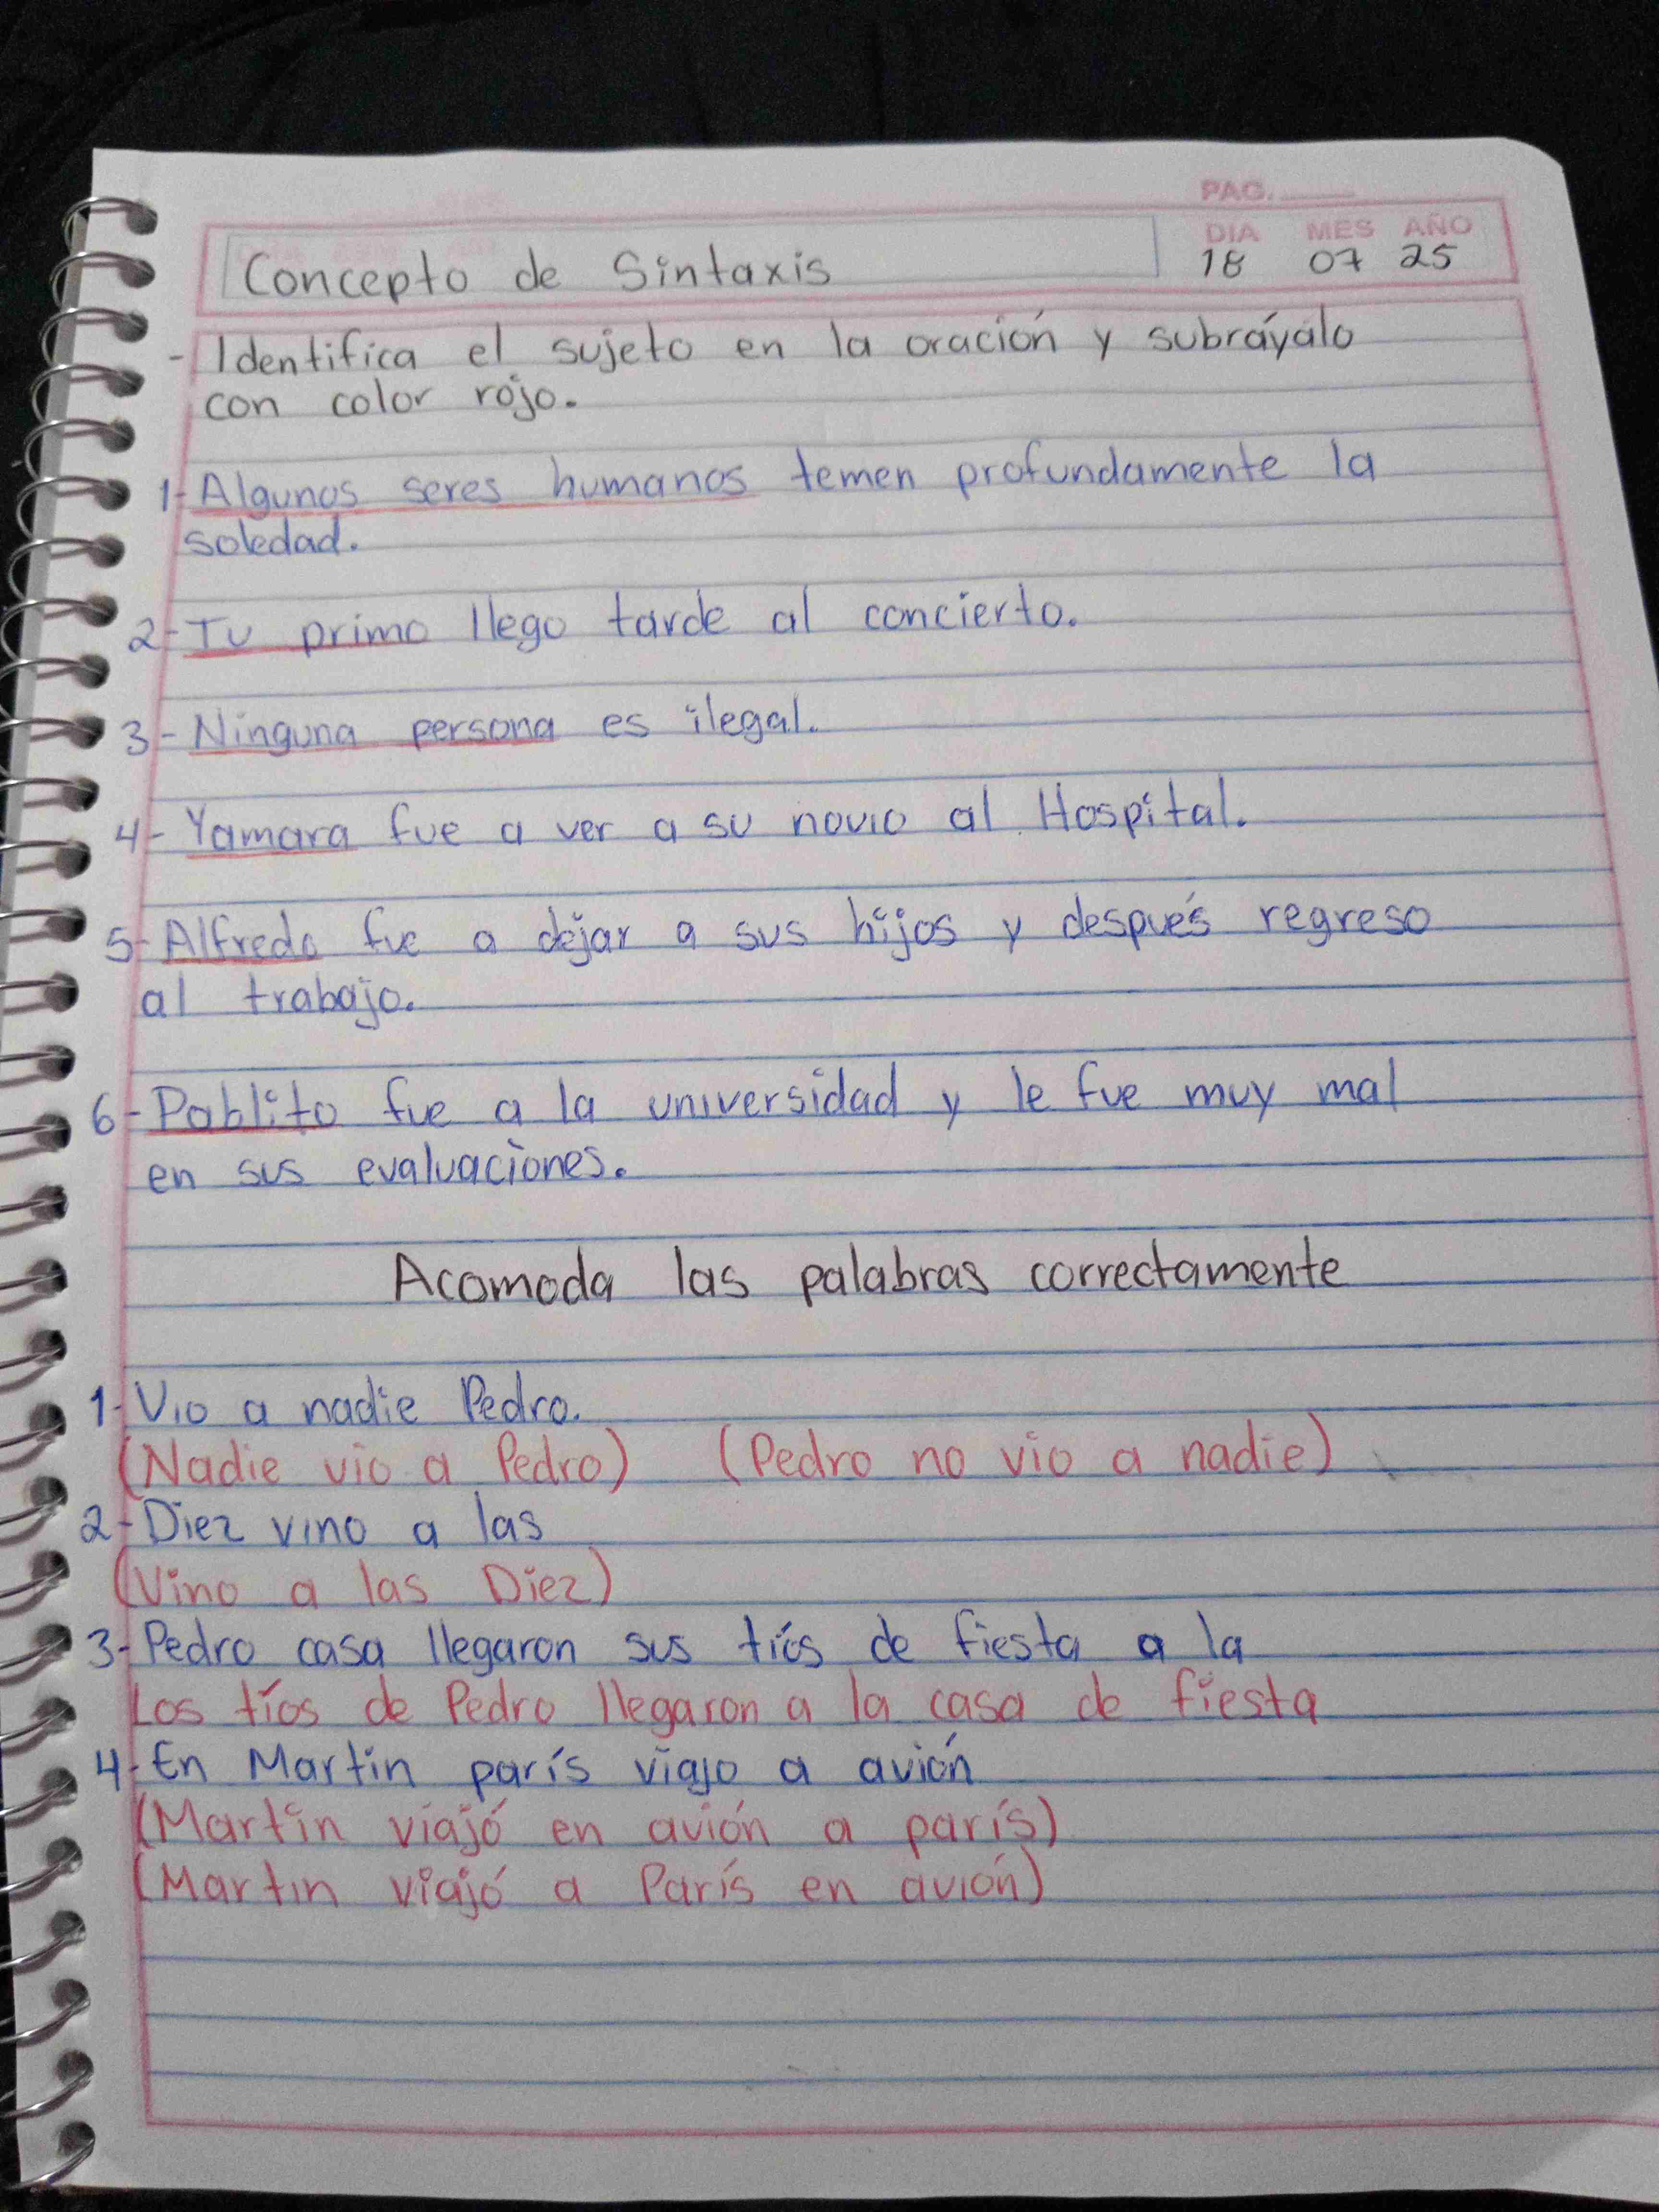 PAG.
DIA MES AÑO
Concepto de Sintaxis 18 07 25
- Identifica el sujeto en la oración y subráyalo
con color rojo.
1- Algunos seres humanos temen profundamente la
soledad.
2- Tu primo llego tarde al concierto.
3- Ninguna persona es ilegal.
4- Yamara fue a ver a su novio al Hospital.
5- Alfredo fue a dejar a sus hijos y después regreso
al trabajo.
6- Pablito fue a la universidad y le fue muy mal
en sus evaluaciones.
Acomoda las palabras correctamente
1- Vio a nadie Pedro.
(Nadie vio a Pedro) (Pedro no vio a nadie)
2- Diez vino a las
(Vino a las Diez)
3- Pedro casa llegaron sus tíos de fiesta a la
Los tíos de Pedro llegaron a la casa de fiesta
4- En Martin parís viajo a avión
(Martin viajó en avión a parís)
(Martin viajó a París en avión)